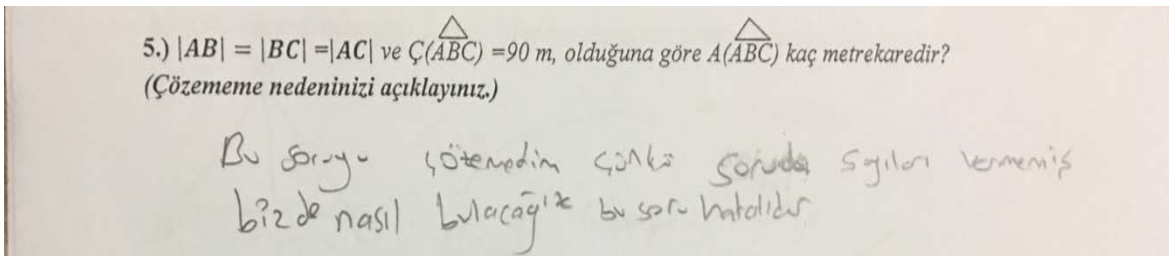 5.) |AB| = |BC| =|AC| ve Ç(ABC) =90 m, olduğuna göre A(ABC) kaç metrekaredir?
(Çözememe nedeninizi açıklayınız.)
Bu soruyu çözemedim çünkü soruda sayıları vermemiş
bizde nasıl bulacağız bu soru hatalıdır